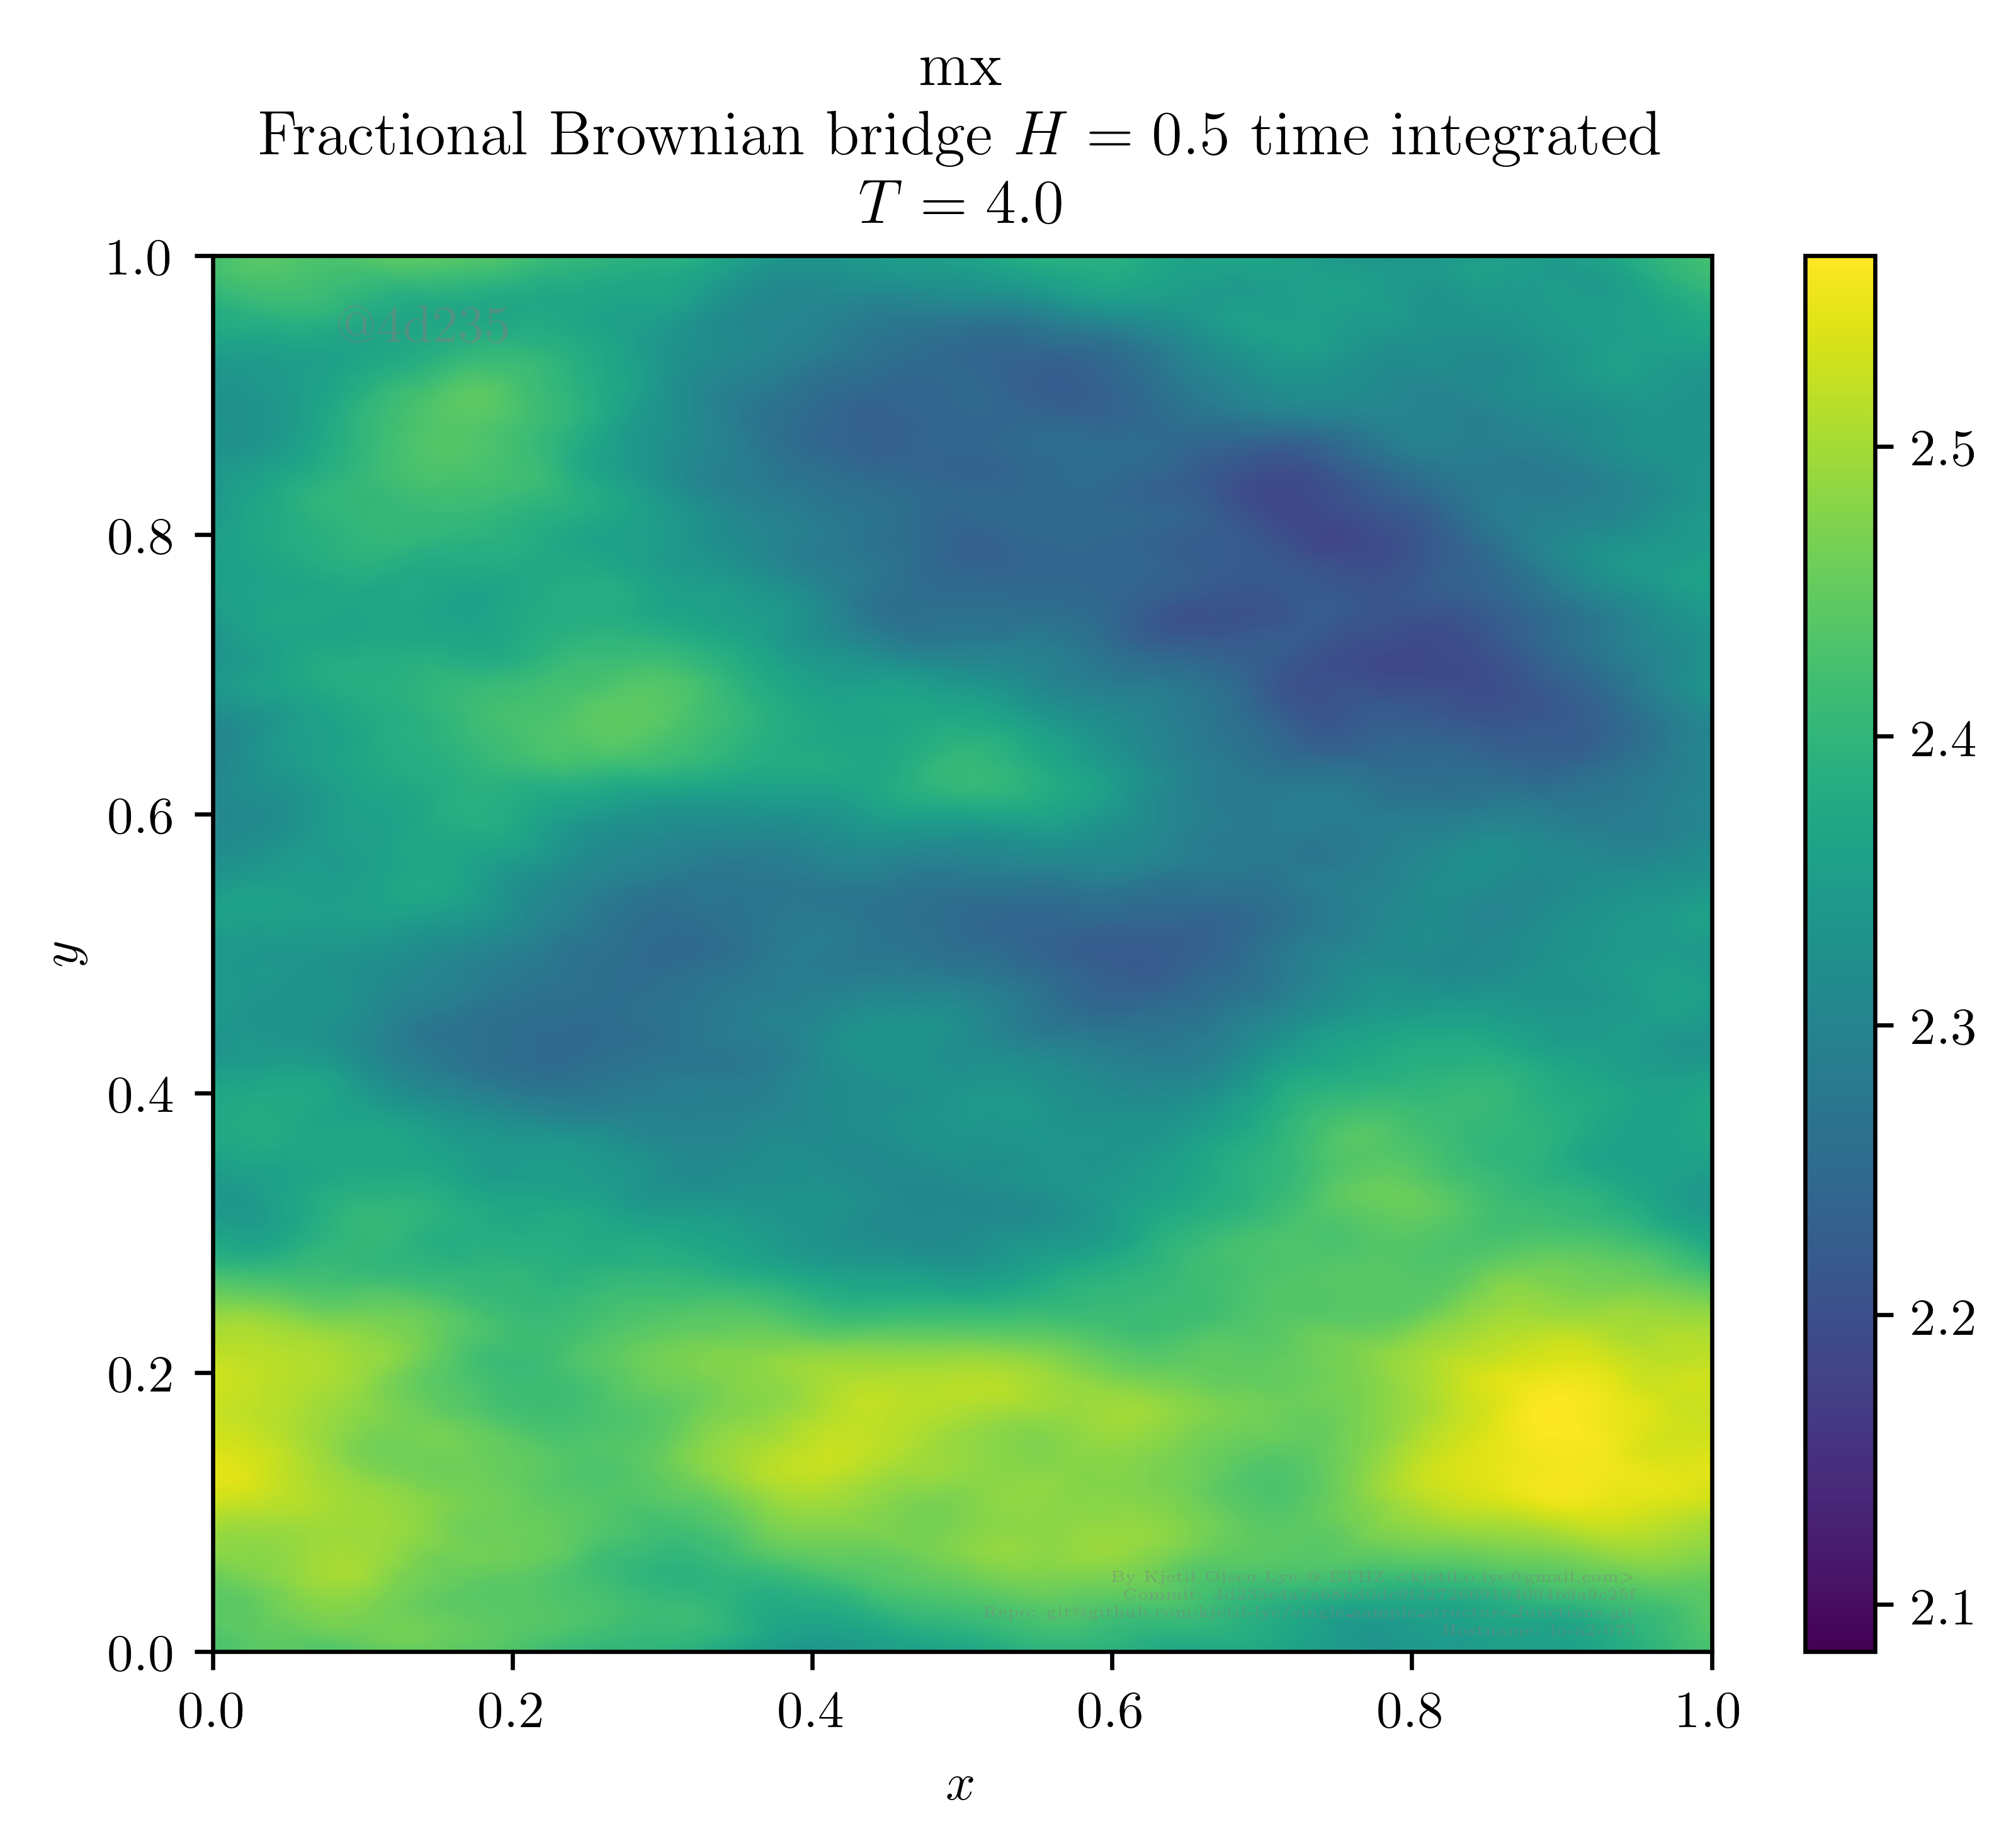 mx
Fractional Brownian bridge H = 0.5 time integrated
T = 4.0
@4d235
1.0
0.8
0.6
0.4
0.2
0.0
y
0.0 0.2 0.4 0.6 0.8 1.0
x
2.5
2.4
2.3
2.2
2.1
By Kjetil Olsen Lye @ ETHZ <kjetil.o.lye@gmail.com>
Commit:
Repo: